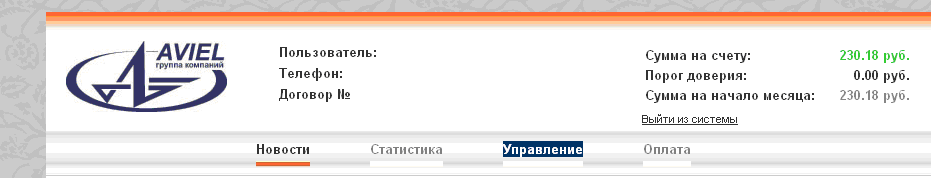 AVIEL
группа компаний
Пользователь:
Телефон:
Договор №
Сумма на счету: 230.18 руб.
Порог доверия: 0.00 руб.
Сумма на начало месяца: 230.18 руб.
Выйти из системы
Новости Статистика Управление Оплата